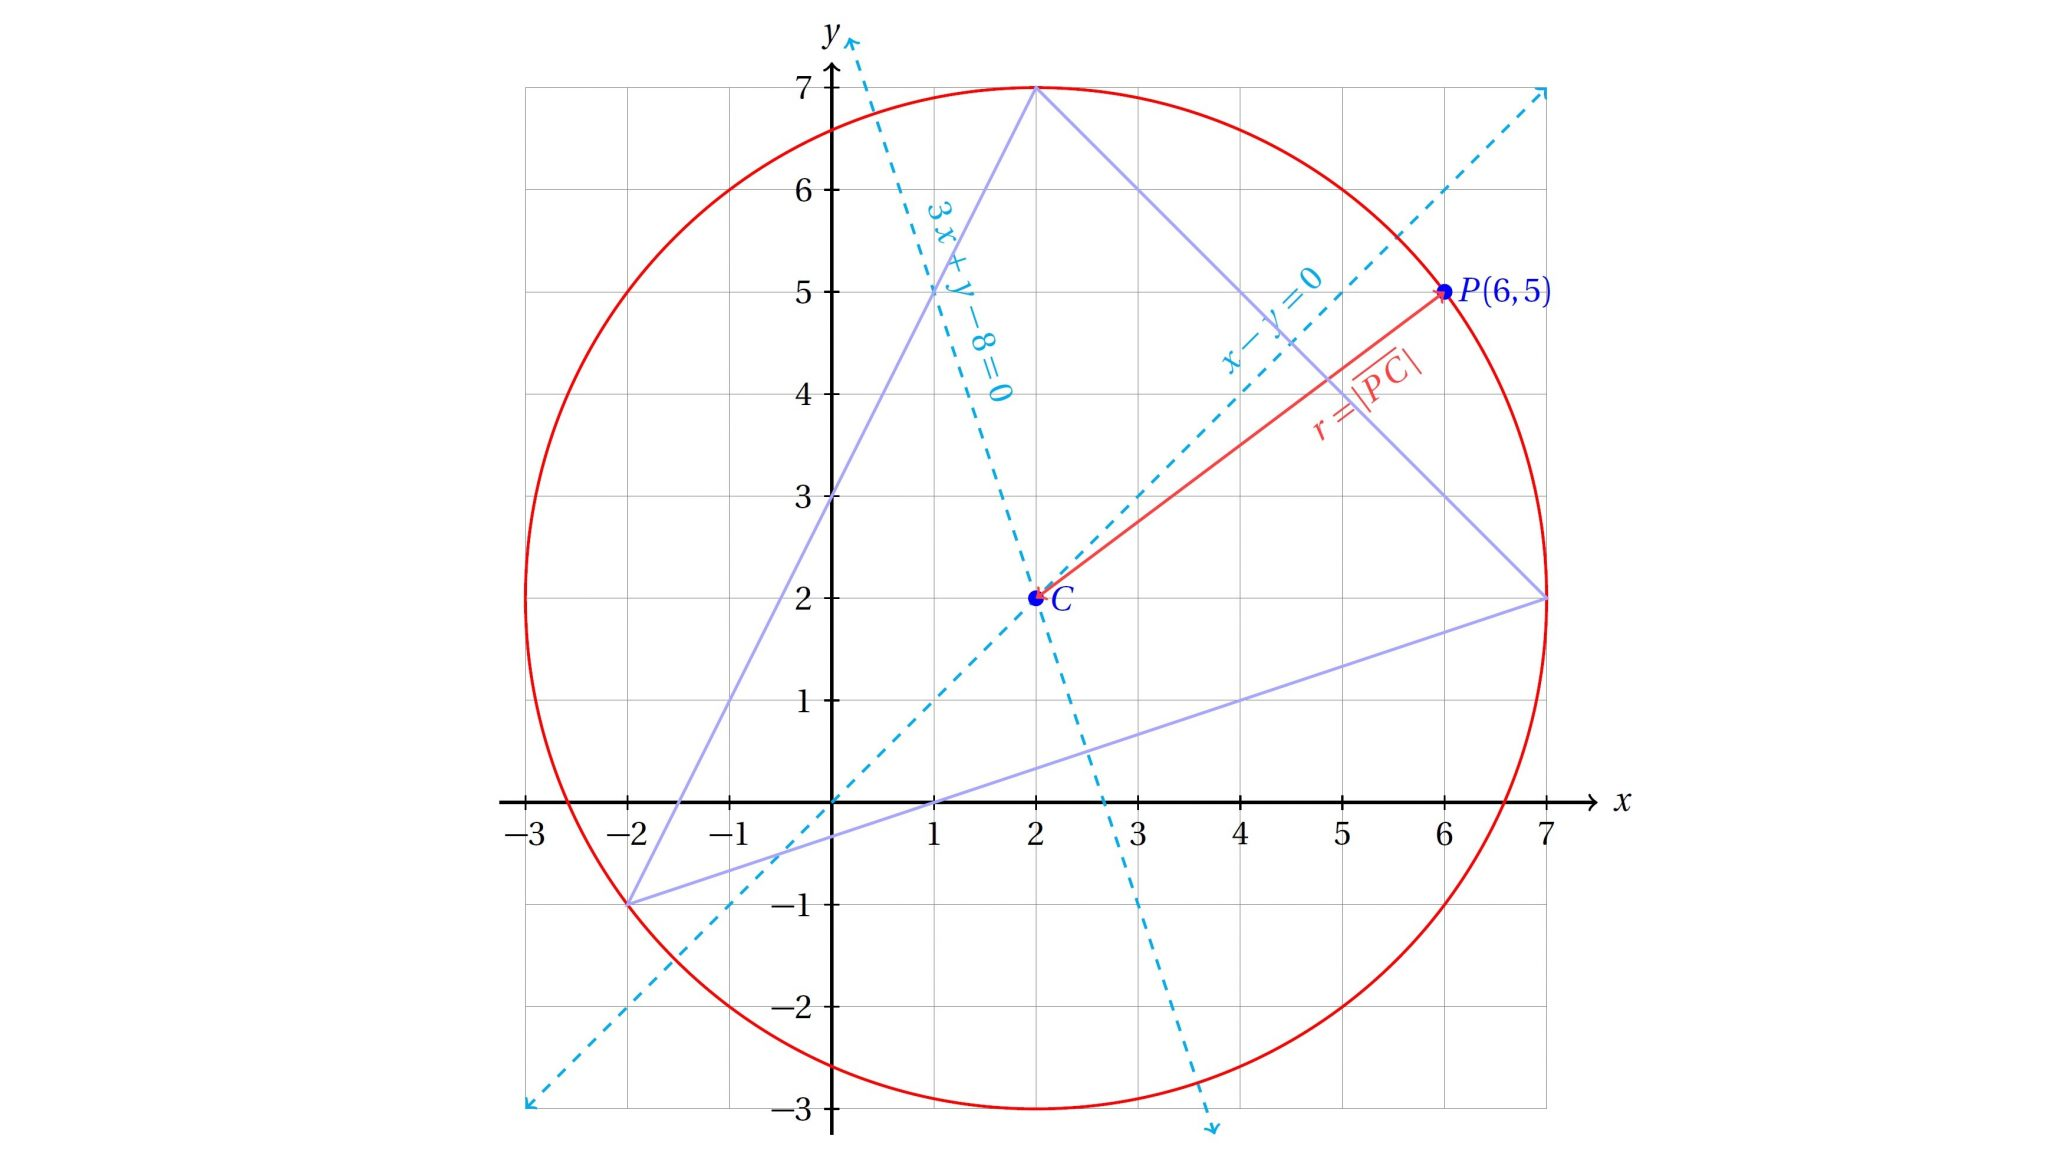 y
7
6
5
4
3
2
1
−1
−2
−3
−3 −2 −1 1 2 3 4 5 6 7
x
3x + y − 8 = 0
x − y = 0
P(6,5)
r = |\overline{PC}|
C